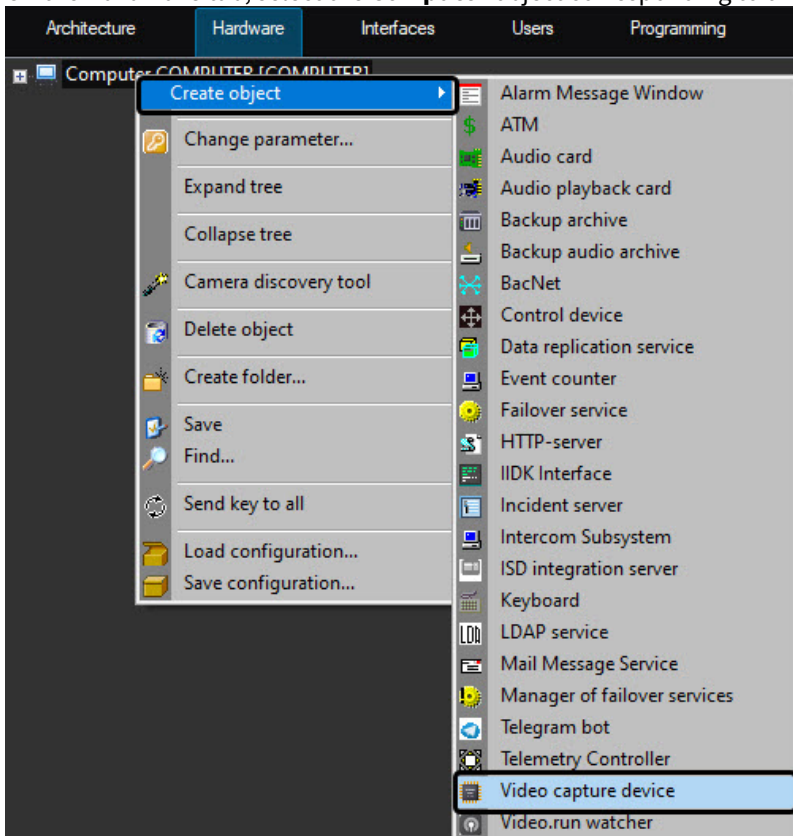 Architecture Hardware Interfaces Users Programming
Computer COMPUTER [COMPUTER]
Create object
Change parameter...
Expand tree
Collapse tree
Camera discovery tool
Delete object
Create folder...
Save
Find...
Send key to all
Load configuration...
Save configuration...
Alarm Message Window
ATM
Audio card
Audio playback card
Backup archive
Backup audio archive
BacNet
Control device
Data replication service
Event counter
Failover service
HTTP-server
IIDK Interface
Incident server
Intercom Subsystem
ISD integration server
Keyboard
LDAP service
Mail Message Service
Manager of failover services
Telegram bot
Telemetry Controller
Video capture device
Video.run watcher